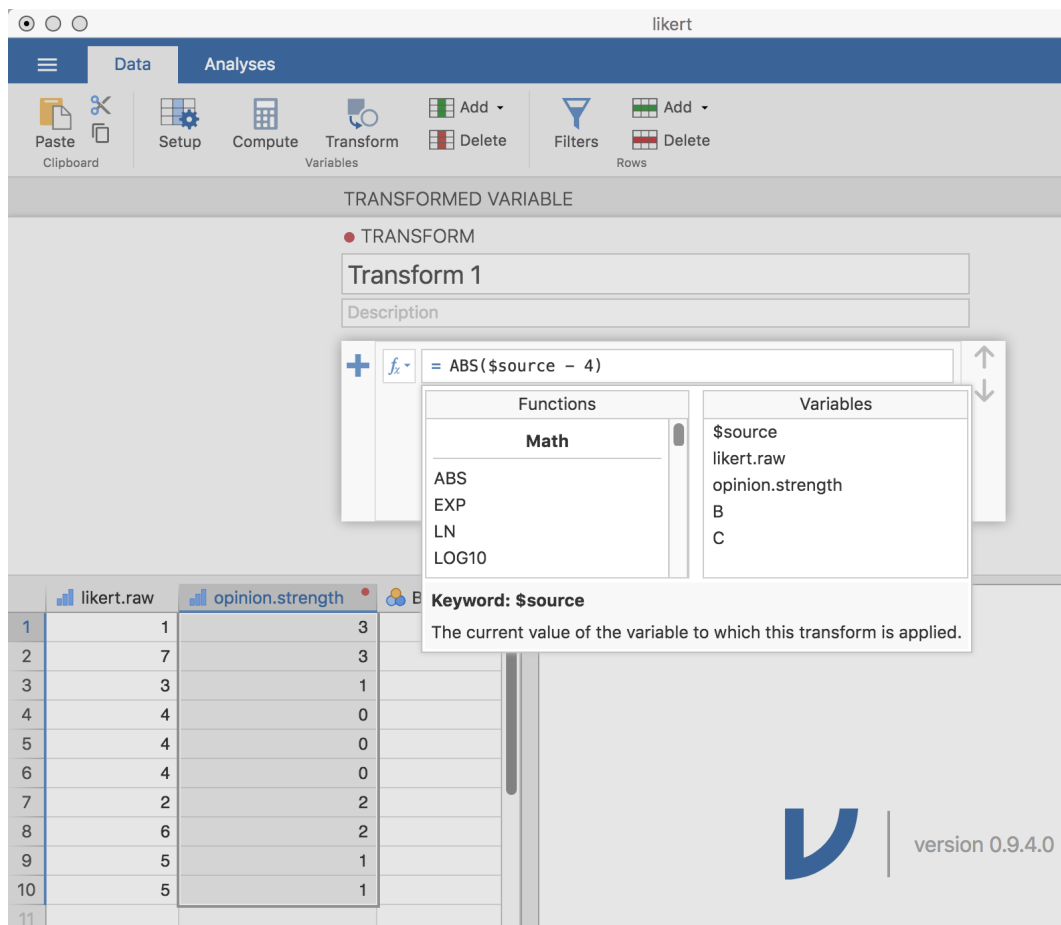 likert
Data Analyses
Paste Setup Compute Transform Add Delete Filters Add Delete
Clipboard Variables Rows
TRANSFORMED VARIABLE
TRANSFORM
Transform 1
Description
fx = ABS($source - 4)
Functions Variables
Math
ABS
EXP
LN
LOG10
$source
likert.raw
opinion.strength
B
C
Keyword: $source
The current value of the variable to which this transform is applied.
likert.raw opinion.strength B
1 1 3
2 7 3
3 3 1
4 4 0
5 4 0
6 4 0
7 2 2
8 6 2
9 5 1
10 5 1
11
version 0.9.4.0